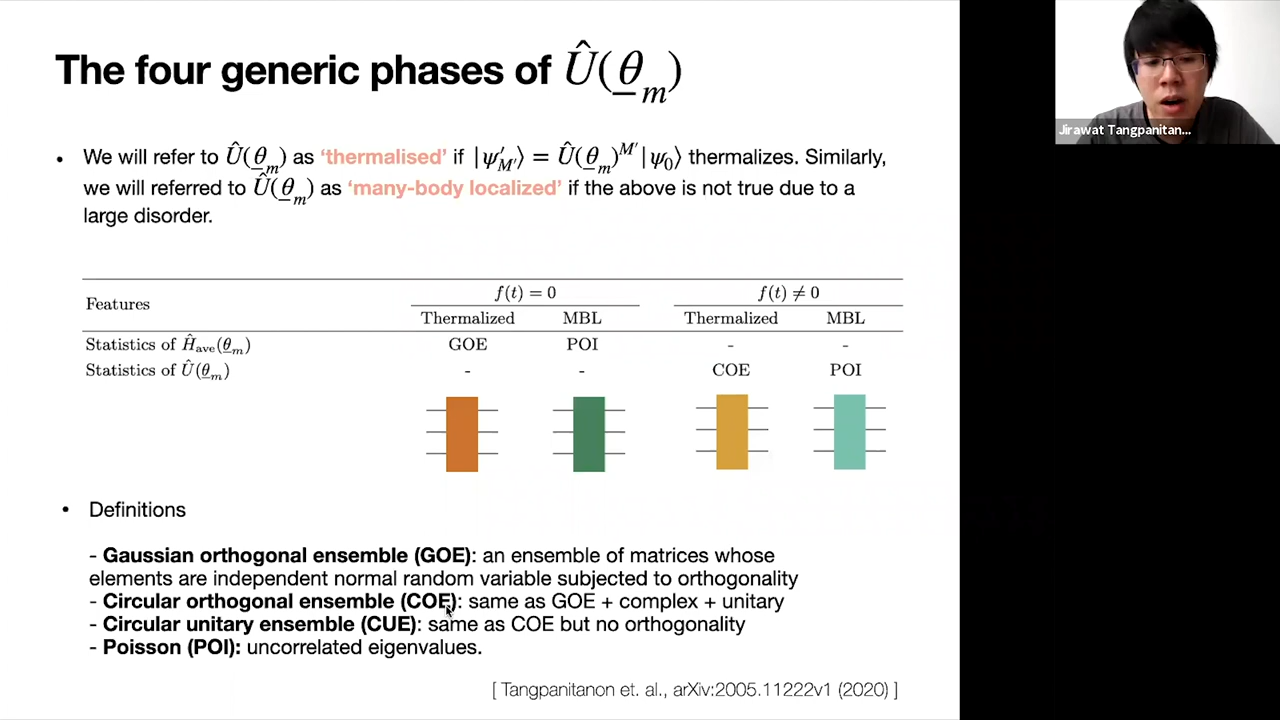 The four generic phases of Û(θ_m)
Jirawat Tangpanitan...
• We will refer to Û(θ_m) as ‘thermalised’ if |ψ′_M′⟩ = Û(θ_m)^M′|ψ_0⟩ thermalizes. Similarly,
we will referred to Û(θ_m) as ‘many-body localized’ if the above is not true due to a
large disorder.
Features f(t) = 0 f(t) ≠ 0
Thermalized MBL Thermalized MBL
Statistics of Ĥ_ave(θ_m) GOE POI - -
Statistics of Û(θ_m) - - COE POI
• Definitions
- Gaussian orthogonal ensemble (GOE): an ensemble of matrices whose
elements are independent normal random variable subjected to orthogonality
- Circular orthogonal ensemble (COE): same as GOE + complex + unitary
- Circular unitary ensemble (CUE): same as COE but no orthogonality
- Poisson (POI): uncorrelated eigenvalues.
[ Tangpanitanon et. al., arXiv:2005.11222v1 (2020) ]